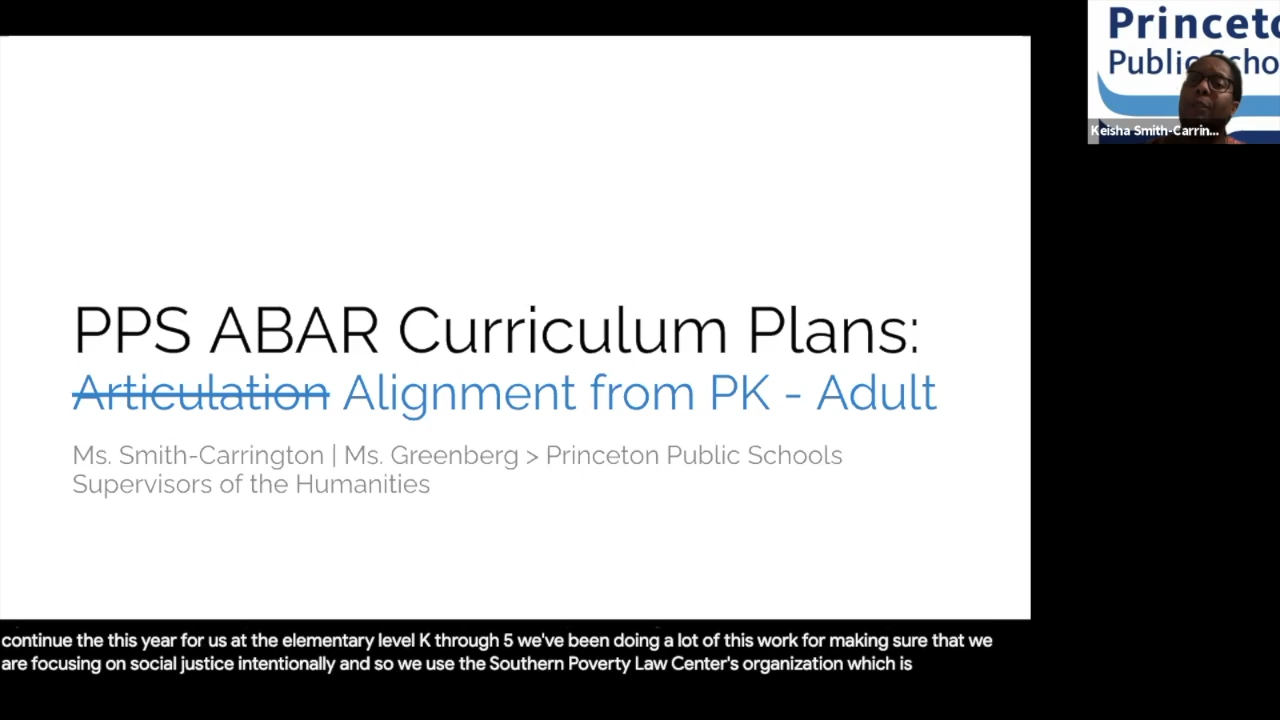 Princeto
Public Scho
Keisha Smith-Carrin...
PPS ABAR Curriculum Plans:
Articulation Alignment from PK - Adult
Ms. Smith-Carrington | Ms. Greenberg > Princeton Public Schools
Supervisors of the Humanities
continue the this year for us at the elementary level K through 5 we've been doing a lot of this work for making sure that we
are focusing on social justice intentionally and so we use the Southern Poverty Law Center's organization which is